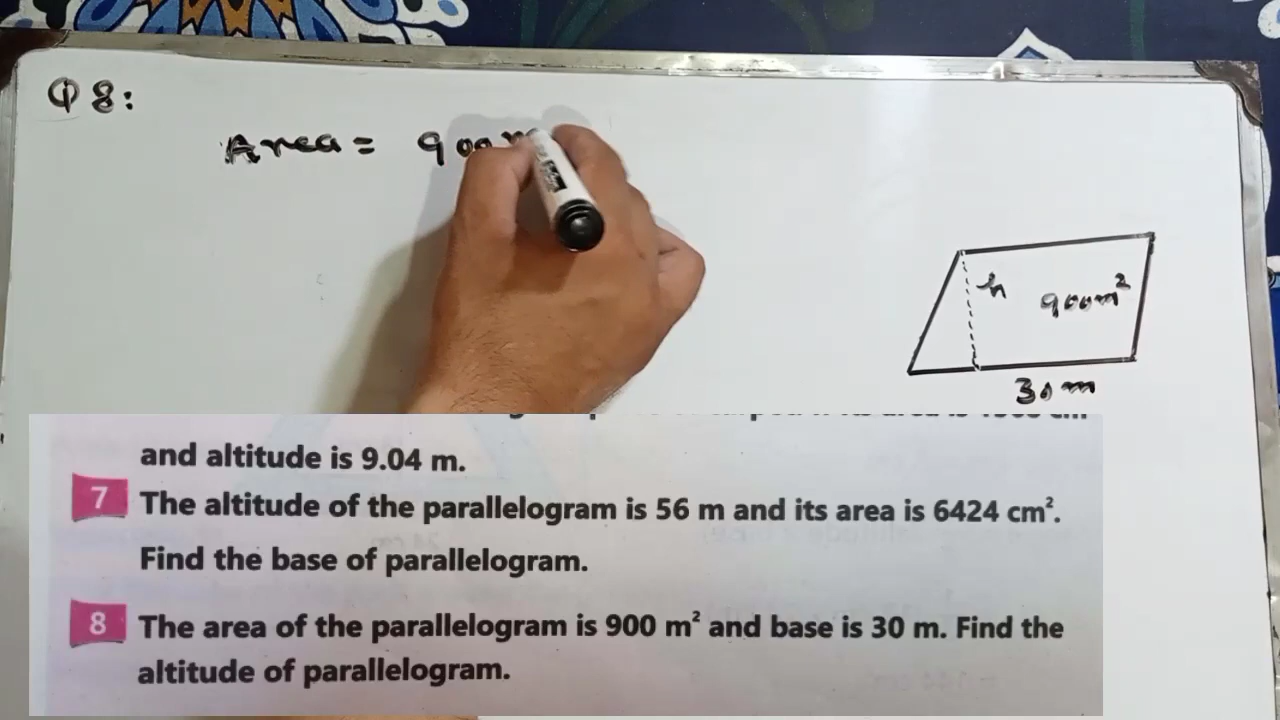 Q 8:
Area = 900m
h
900m²
30 m
and altitude is 9.04 m.
7 The altitude of the parallelogram is 56 m and its area is 6424 cm².
Find the base of parallelogram.
8 The area of the parallelogram is 900 m² and base is 30 m. Find the
altitude of parallelogram.